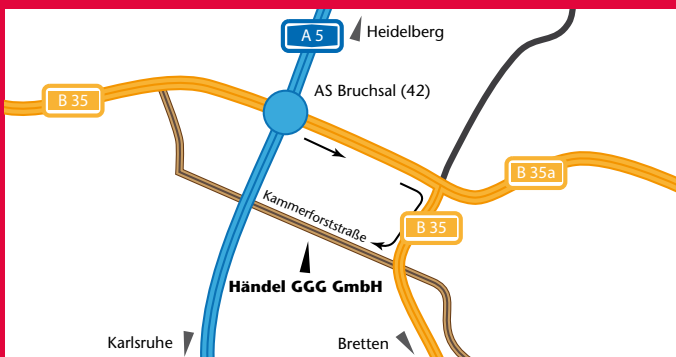 A 5
Heidelberg
AS Bruchsal (42)
B 35
B 35a
Kammerforststraße
B 35
Händel GGG GmbH
Karlsruhe
Bretten